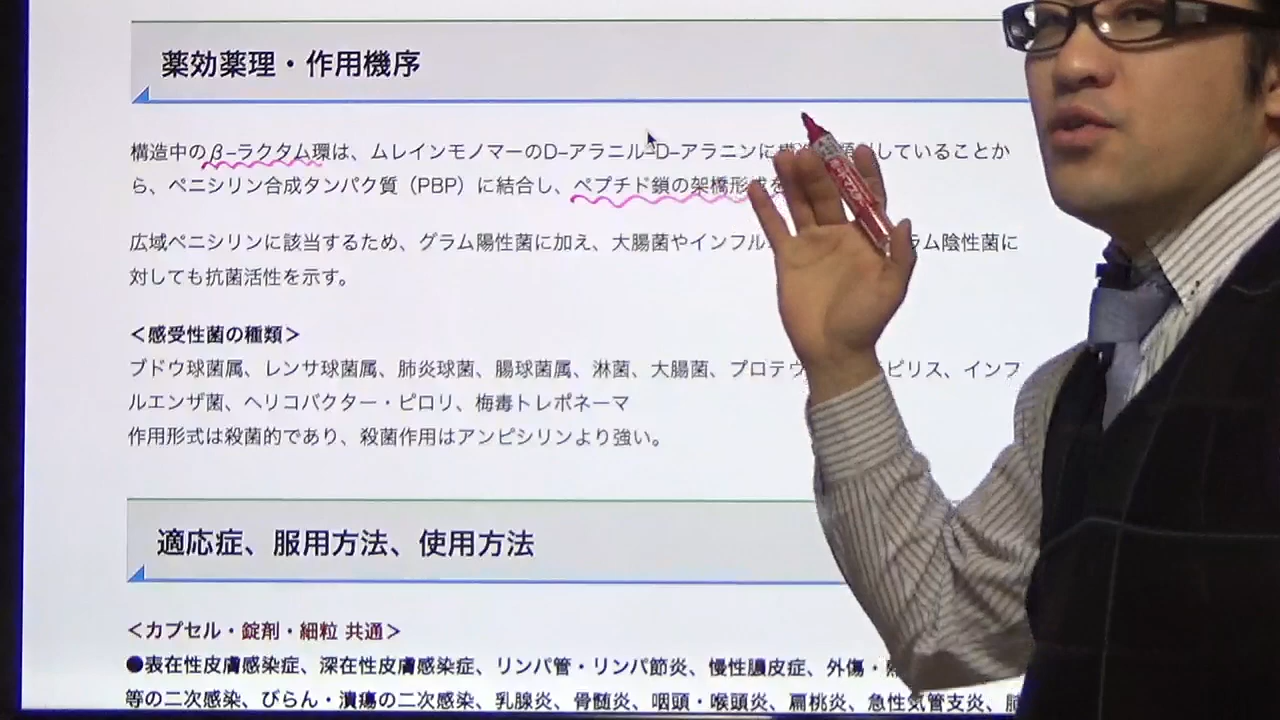 薬効薬理・作用機序
構造中のβ−ラクタム環は、ムレインモノマーのD−アラニル−D−アラニンに構造 していることか
ら、ペニシリン合成タンパク質（PBP）に結合し、ペプチド鎖の架橋形成を
広域ペニシリンに該当するため、グラム陽性菌に加え、大腸菌やインフル ラム陰性菌に
対しても抗菌活性を示す。
＜感受性菌の種類＞
ブドウ球菌属、レンサ球菌属、肺炎球菌、腸球菌属、淋菌、大腸菌、プロテウ ビリス、インフ
ルエンザ菌、ヘリコバクター・ピロリ、梅毒トレポネーマ
作用形式は殺菌的であり、殺菌作用はアンピシリンより強い。
適応症、服用方法、使用方法
＜カプセル・錠剤・細粒 共通＞
●表在性皮膚感染症、深在性皮膚感染症、リンパ管・リンパ節炎、慢性膿皮症、外傷・
等の二次感染、びらん・潰瘍の二次感染、乳腺炎、骨髄炎、咽頭・喉頭炎、扁桃炎、急性気管支炎、肺